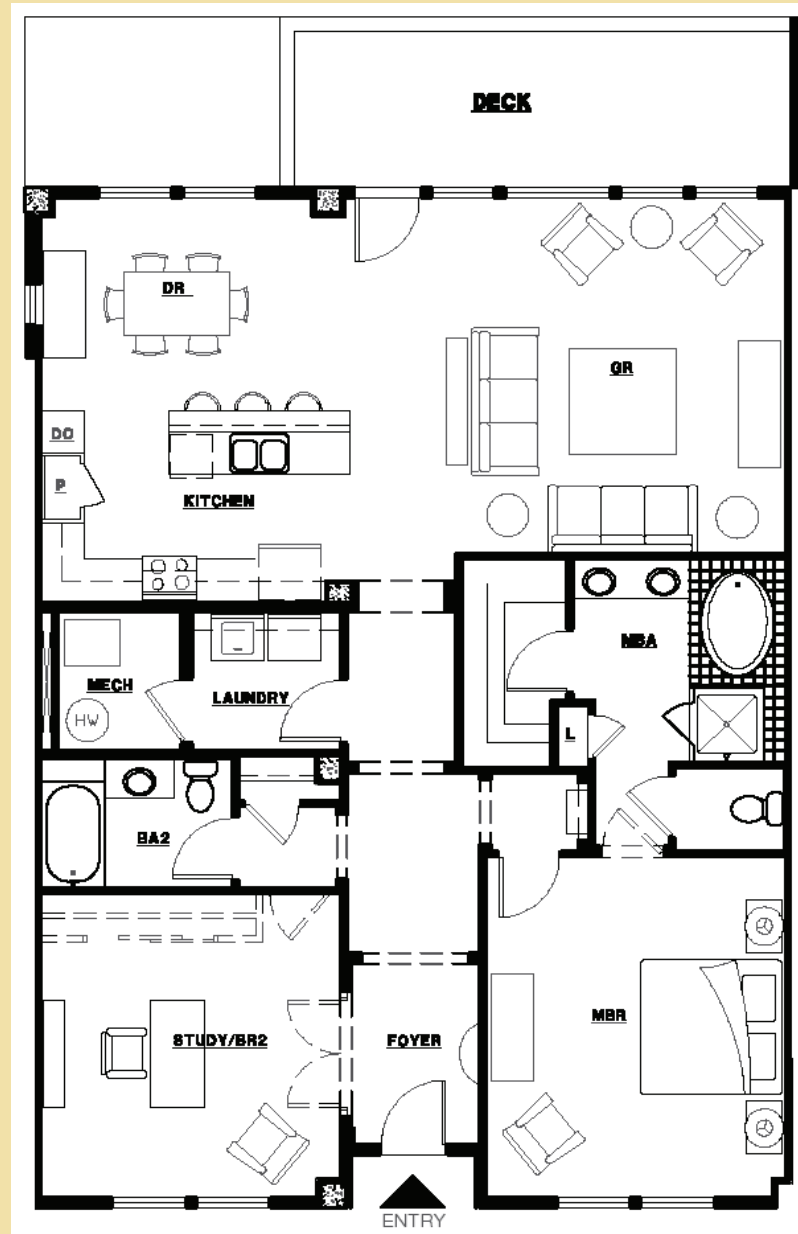 DECK
DR
GR
DO
P
KITCHEN
MBA
MECH
LAUNDRY
HW
L
BA2
MBR
STUDY/BR2
FOYER
ENTRY